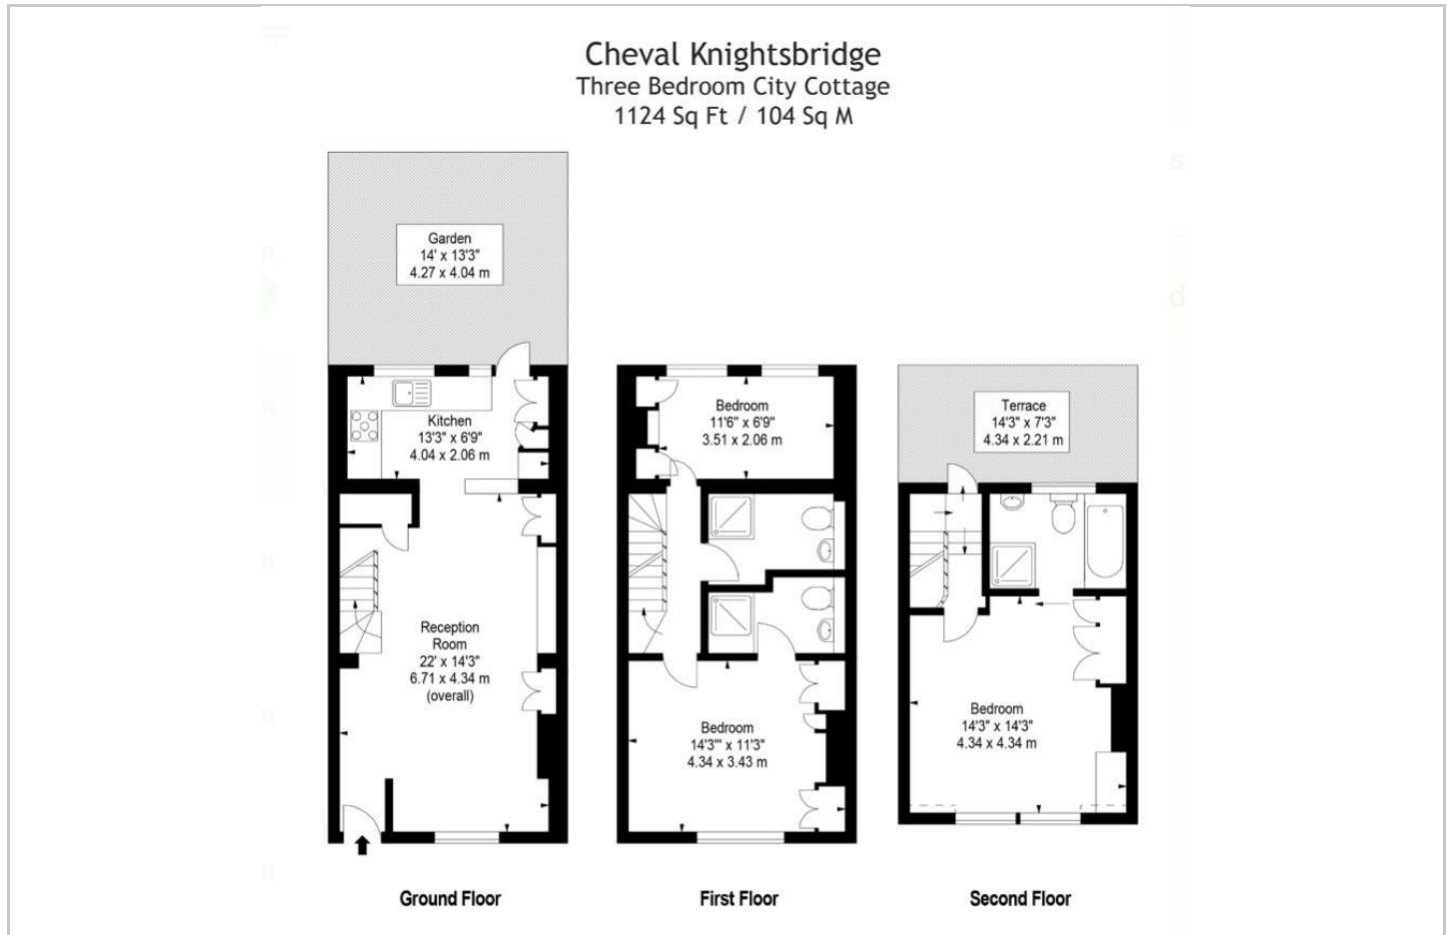 Cheval Knightsbridge
Three Bedroom City Cottage
1124 Sq Ft / 104 Sq M
Garden
14' x 13'3"
4.27 x 4.04 m
Kitchen
13'3" x 6'9"
4.04 x 2.06 m
Reception
Room
22' x 14'3"
6.71 x 4.34 m
(overall)
Ground Floor
Bedroom
11'6" x 6'9"
3.51 x 2.06 m
Bedroom
14'3'" x 11'3"
4.34 x 3.43 m
First Floor
Terrace
14'3" x 7'3"
4.34 x 2.21 m
Bedroom
14'3" x 14'3"
4.34 x 4.34 m
Second Floor